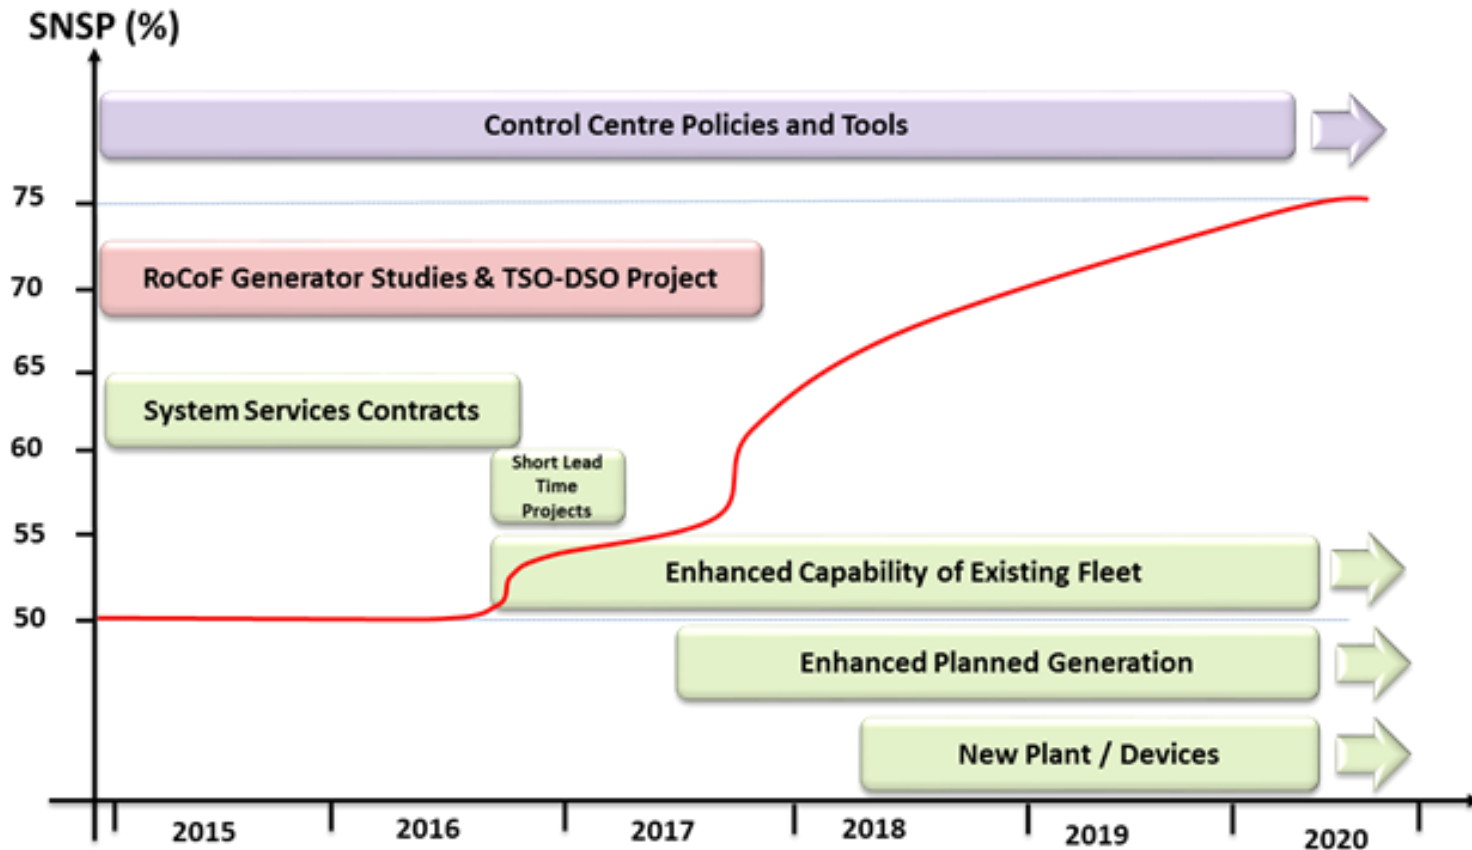 SNSP (%)
Control Centre Policies and Tools
75
RoCoF Generator Studies & TSO-DSO Project
70
65
System Services Contracts
60
Short Lead
Time
Projects
55
Enhanced Capability of Existing Fleet
50
Enhanced Planned Generation
New Plant / Devices
2015
2016
2017
2018
2019
2020